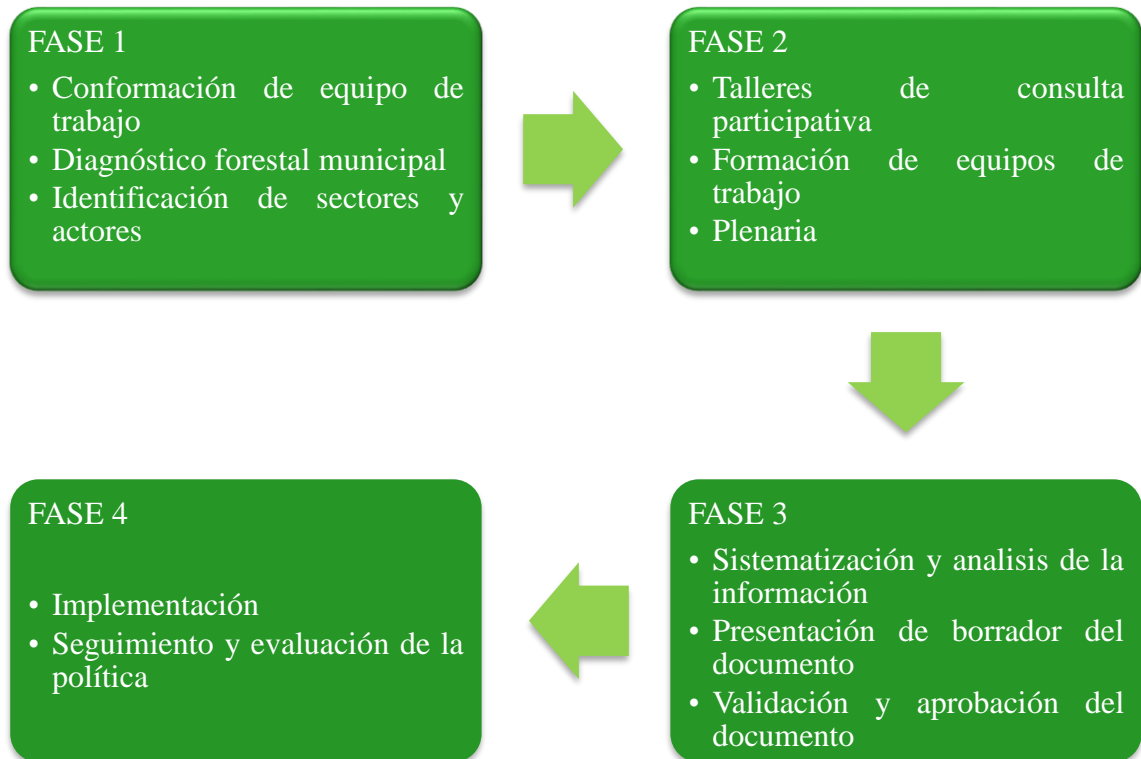 FASE 1
• Conformación de equipo de
trabajo
• Diagnóstico forestal municipal
• Identificación de sectores y
actores
FASE 2
• Talleres de consulta
participativa
• Formación de equipos de
trabajo
• Plenaria
FASE 3
• Sistematización y analisis de la
información
• Presentación de borrador del
documento
• Validación y aprobación del
documento
FASE 4
• Implementación
• Seguimiento y evaluación de la
política